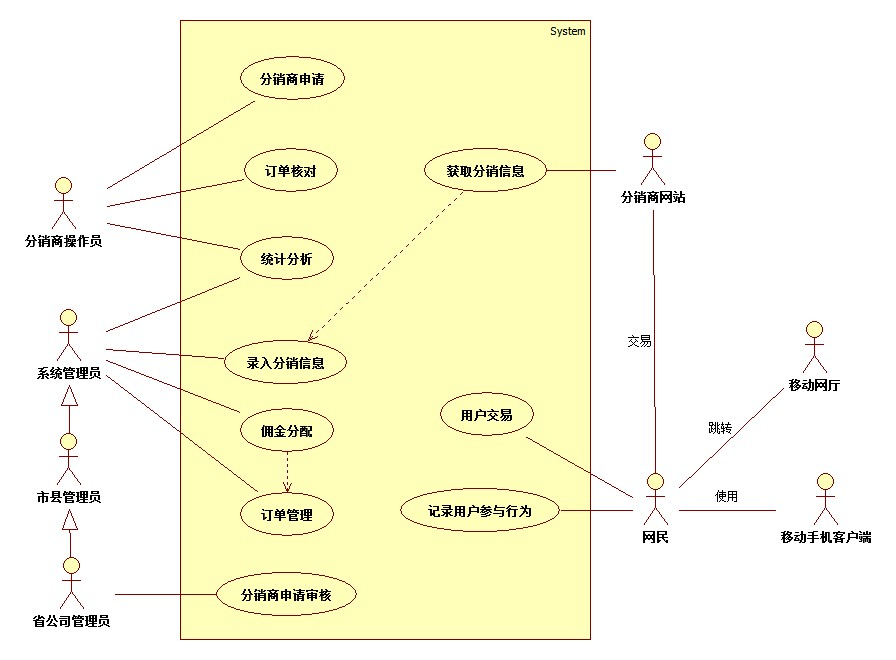 System
分销商申请
订单核对
获取分销信息
分销商网站
分销商操作员
统计分析
交易
录入分销信息
系统管理员
移动网厅
用户交易
佣金分配
跳转
市县管理员
使用
记录用户参与行为
订单管理
网民
移动手机客户端
分销商申请审核
省公司管理员